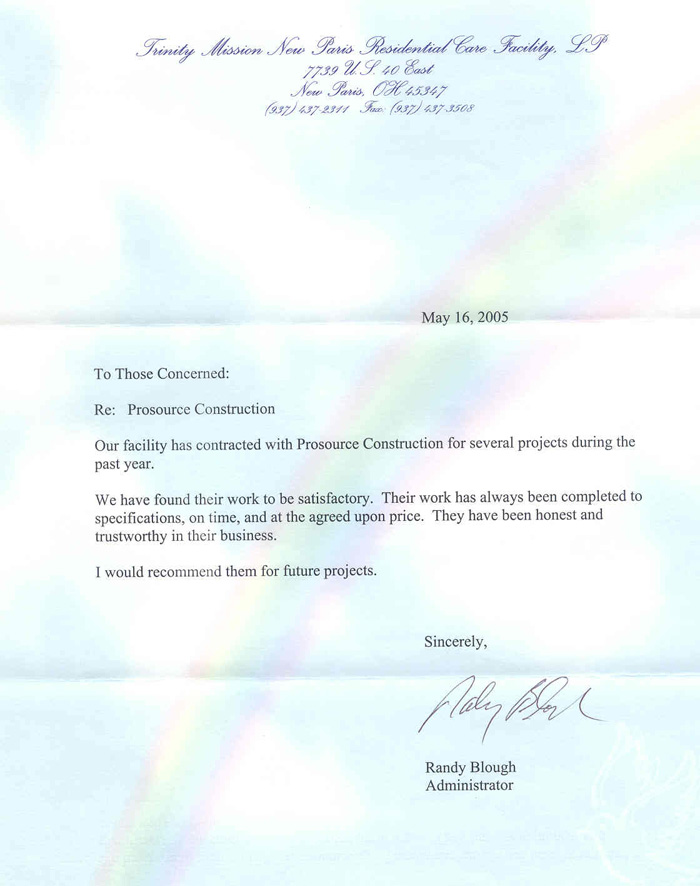 Trinity Mission New Paris Residential Care Facility, LP
7739 U.S. 40 East
New Paris, OH 45347
(937) 437-2311 Fax: (937) 437-3508
May 16, 2005
To Those Concerned:
Re: Prosource Construction
Our facility has contracted with Prosource Construction for several projects during the
past year.
We have found their work to be satisfactory. Their work has always been completed to
specifications, on time, and at the agreed upon price. They have been honest and
trustworthy in their business.
I would recommend them for future projects.
Sincerely,
Randy Blough
Randy Blough
Administrator